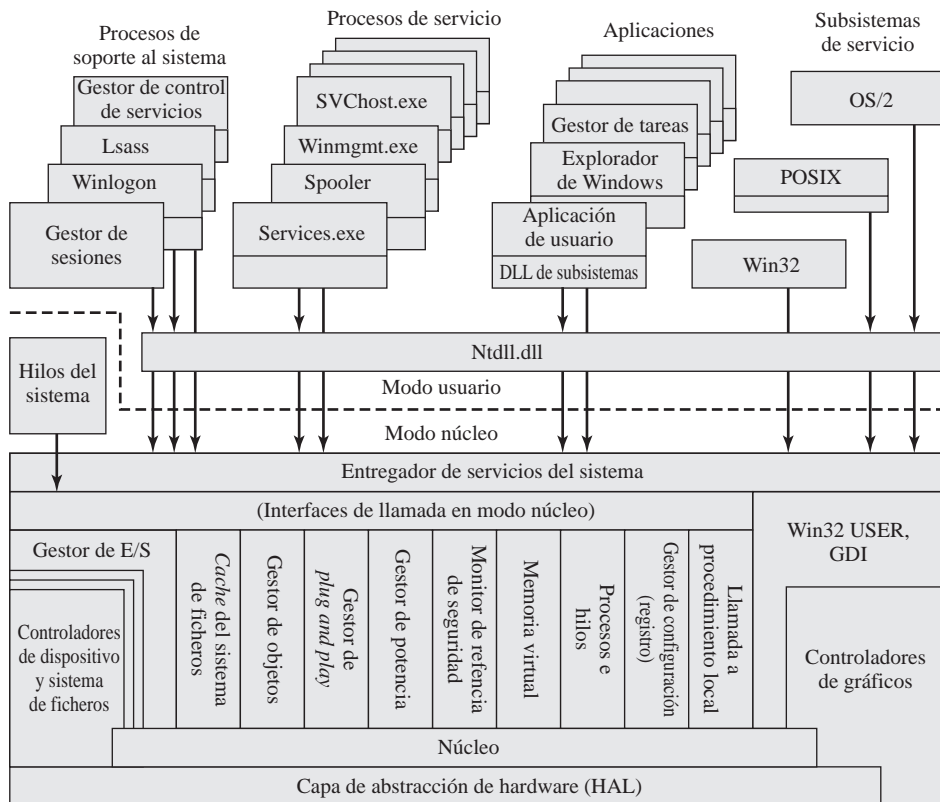 Procesos de
soporte al sistema
Procesos de servicio
Aplicaciones
Subsistemas
de servicio
Gestor de control
de servicios
Lsass
Winlogon
Gestor de
sesiones
SVChost.exe
Winmgmt.exe
Spooler
Services.exe
Gestor de tareas
Explorador
de Windows
Aplicación
de usuario
DLL de subsistemas
OS/2
POSIX
Win32
Hilos del
sistema
Ntdll.dll
Modo usuario
Modo núcleo
Entregador de servicios del sistema
(Interfaces de llamada en modo núcleo)
Win32 USER,
GDI
Gestor de E/S
Controladores
de dispositivo
y sistema
de ficheros
Cache del sistema
de ficheros
Gestor de objetos
Gestor de
plug and play
Gestor de potencia
Monitor de refencia
de seguridad
Memoria virtual
Procesos e
hilos
Gestor de configuración
(registro)
Llamada a
procedimiento local
Controladores
de gráficos
Núcleo
Capa de abstracción de hardware (HAL)